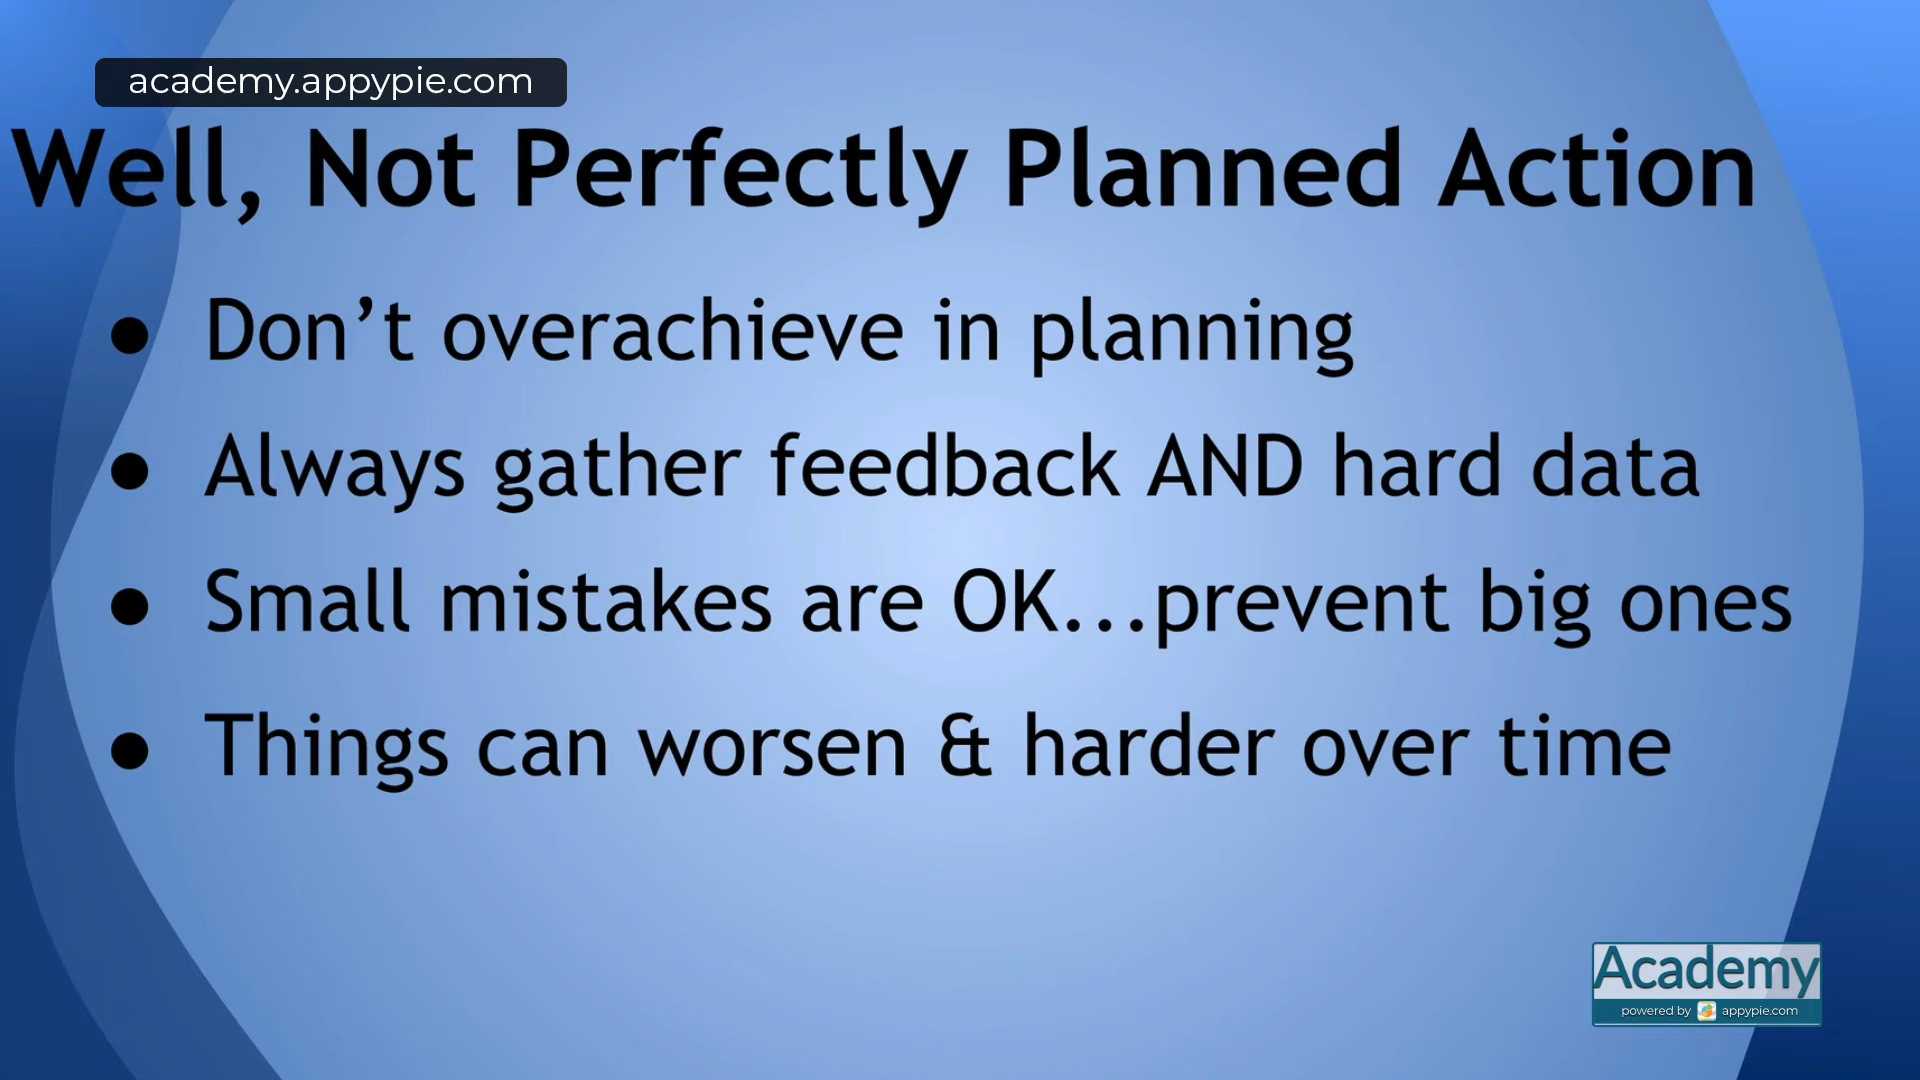 academy.appypie.com
Well, Not Perfectly Planned Action
● Don’t overachieve in planning
● Always gather feedback AND hard data
● Small mistakes are OK...prevent big ones
● Things can worsen & harder over time
Academy
powered by appypie.com